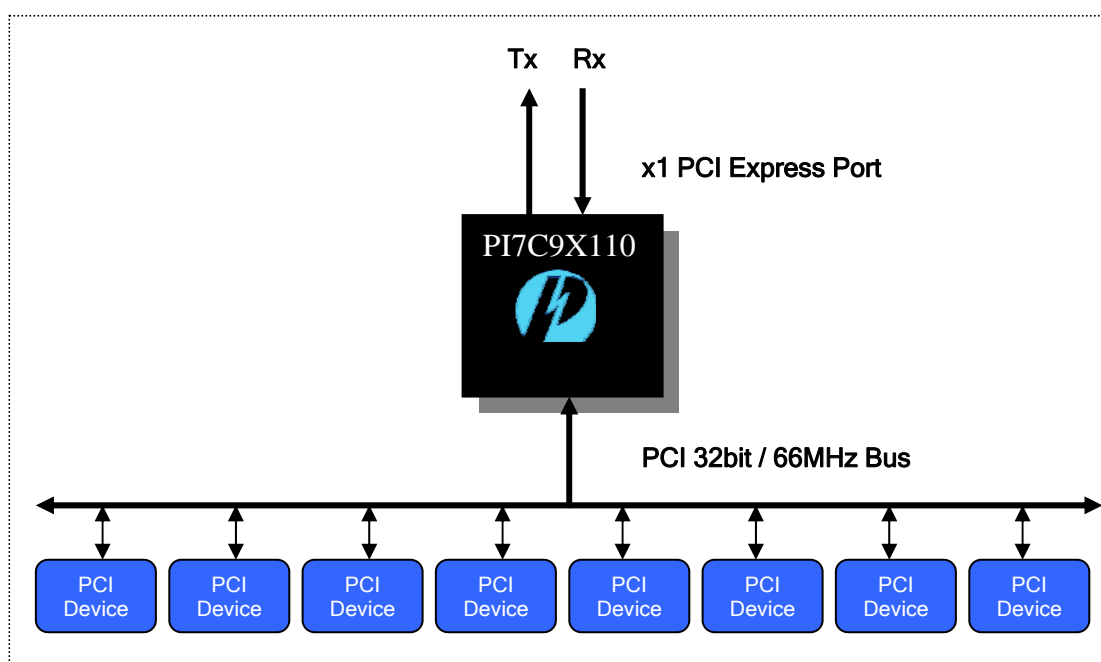 Tx Rx
x1 PCI Express Port
PI7C9X110
PCI 32bit / 66MHz Bus
PCI
Device
PCI
Device
PCI
Device
PCI
Device
PCI
Device
PCI
Device
PCI
Device
PCI
Device